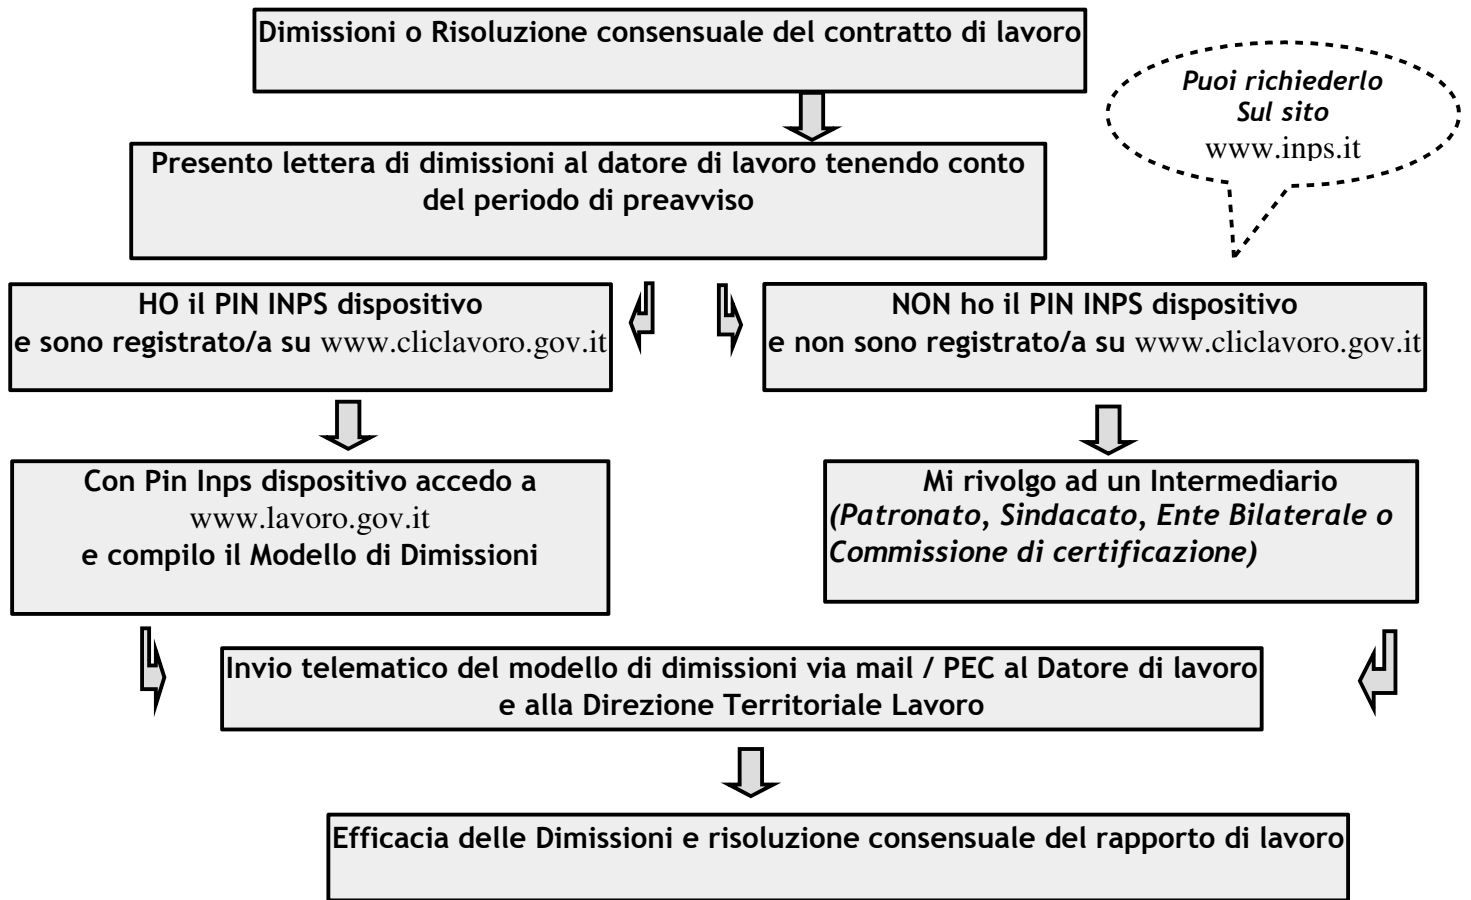 Dimissioni o Risoluzione consensuale del contratto di lavoro
Puoi richiederlo
Sul sito
www.inps.it
Presento lettera di dimissioni al datore di lavoro tenendo conto
del periodo di preavviso
HO il PIN INPS dispositivo
e sono registrato/a su www.cliclavoro.gov.it
NON ho il PIN INPS dispositivo
e non sono registrato/a su www.cliclavoro.gov.it
Con Pin Inps dispositivo accedo a
www.lavoro.gov.it
e compilo il Modello di Dimissioni
Mi rivolgo ad un Intermediario
(Patronato, Sindacato, Ente Bilaterale o
Commissione di certificazione)
Invio telematico del modello di dimissioni via mail / PEC al Datore di lavoro
e alla Direzione Territoriale Lavoro
Efficacia delle Dimissioni e risoluzione consensuale del rapporto di lavoro